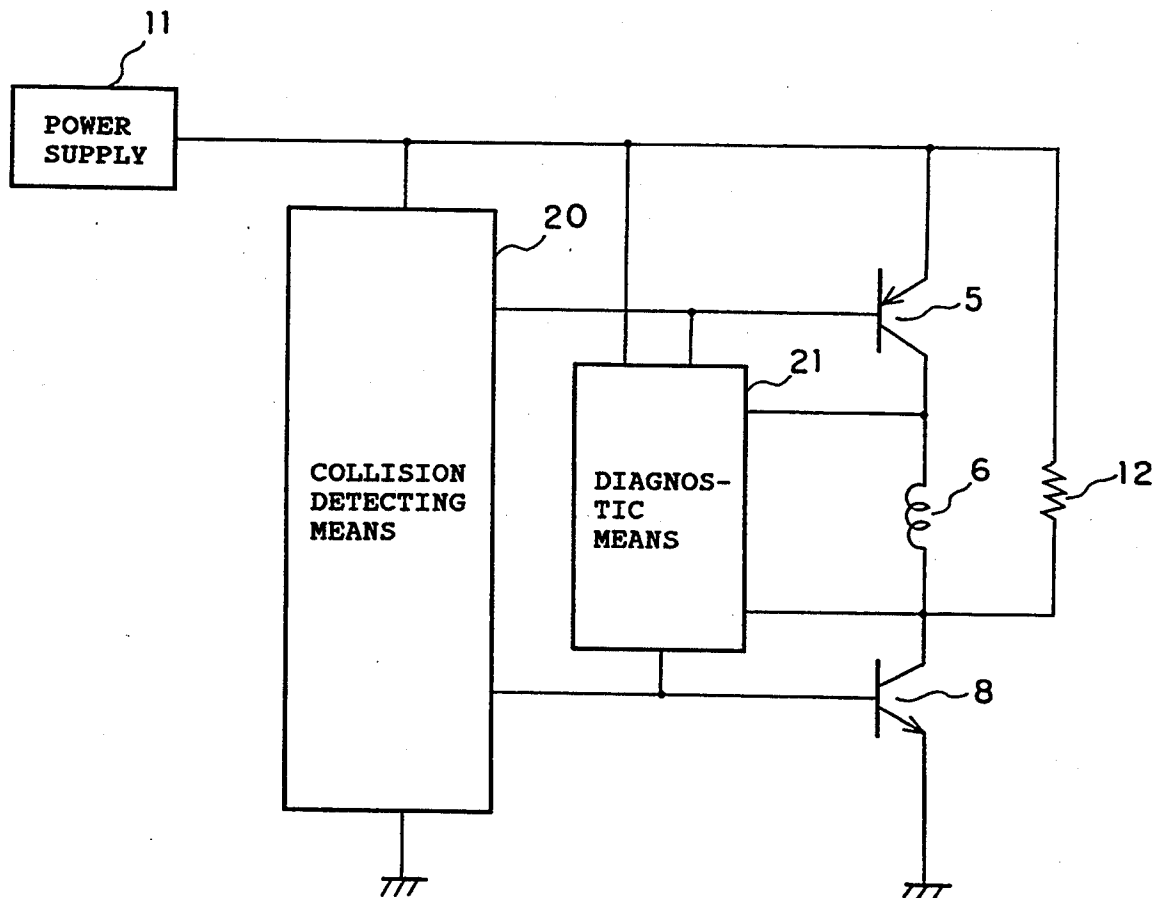 11
POWER
SUPPLY
20
5
21
COLLISION
DETECTING
MEANS
DIAGNOS-
TIC
MEANS
6
12
8